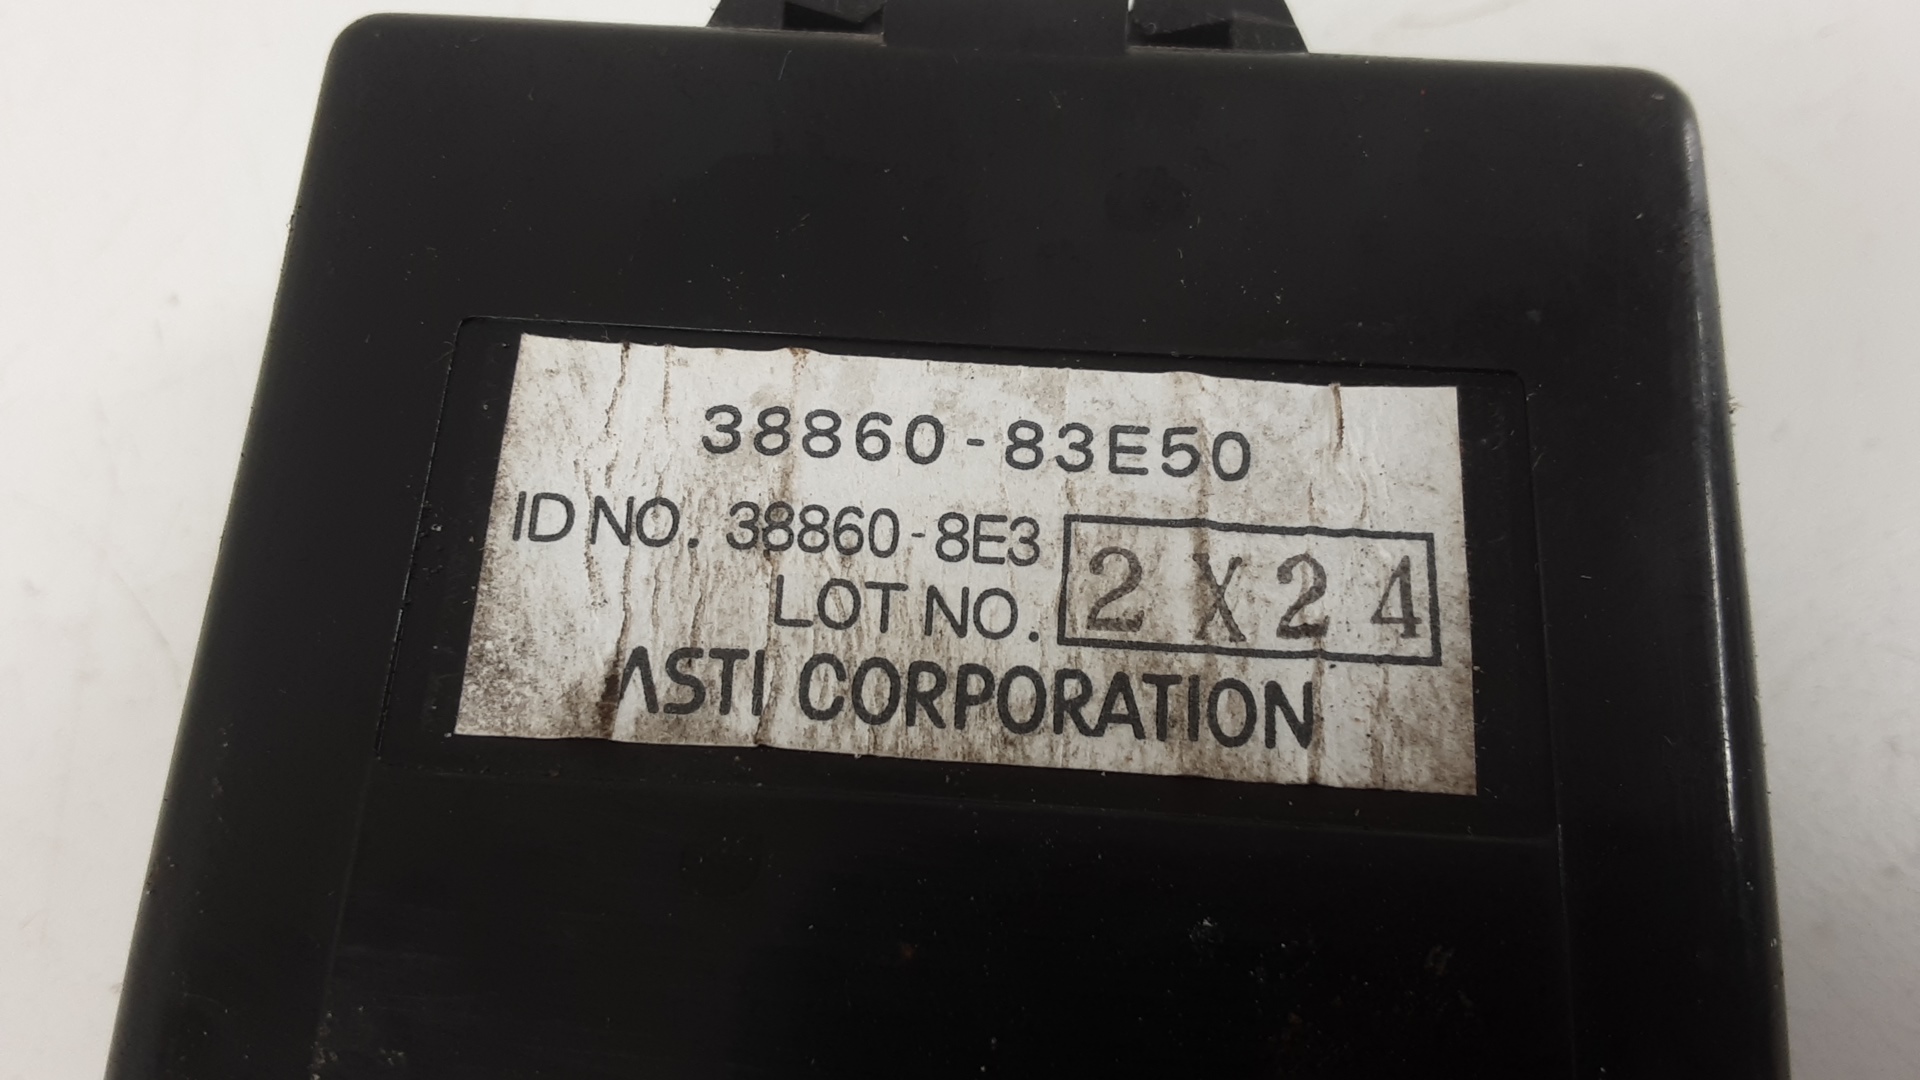 38860-83E50
ID NO. 38860-8E3
LOT NO. 2X24
ASTI CORPORATION